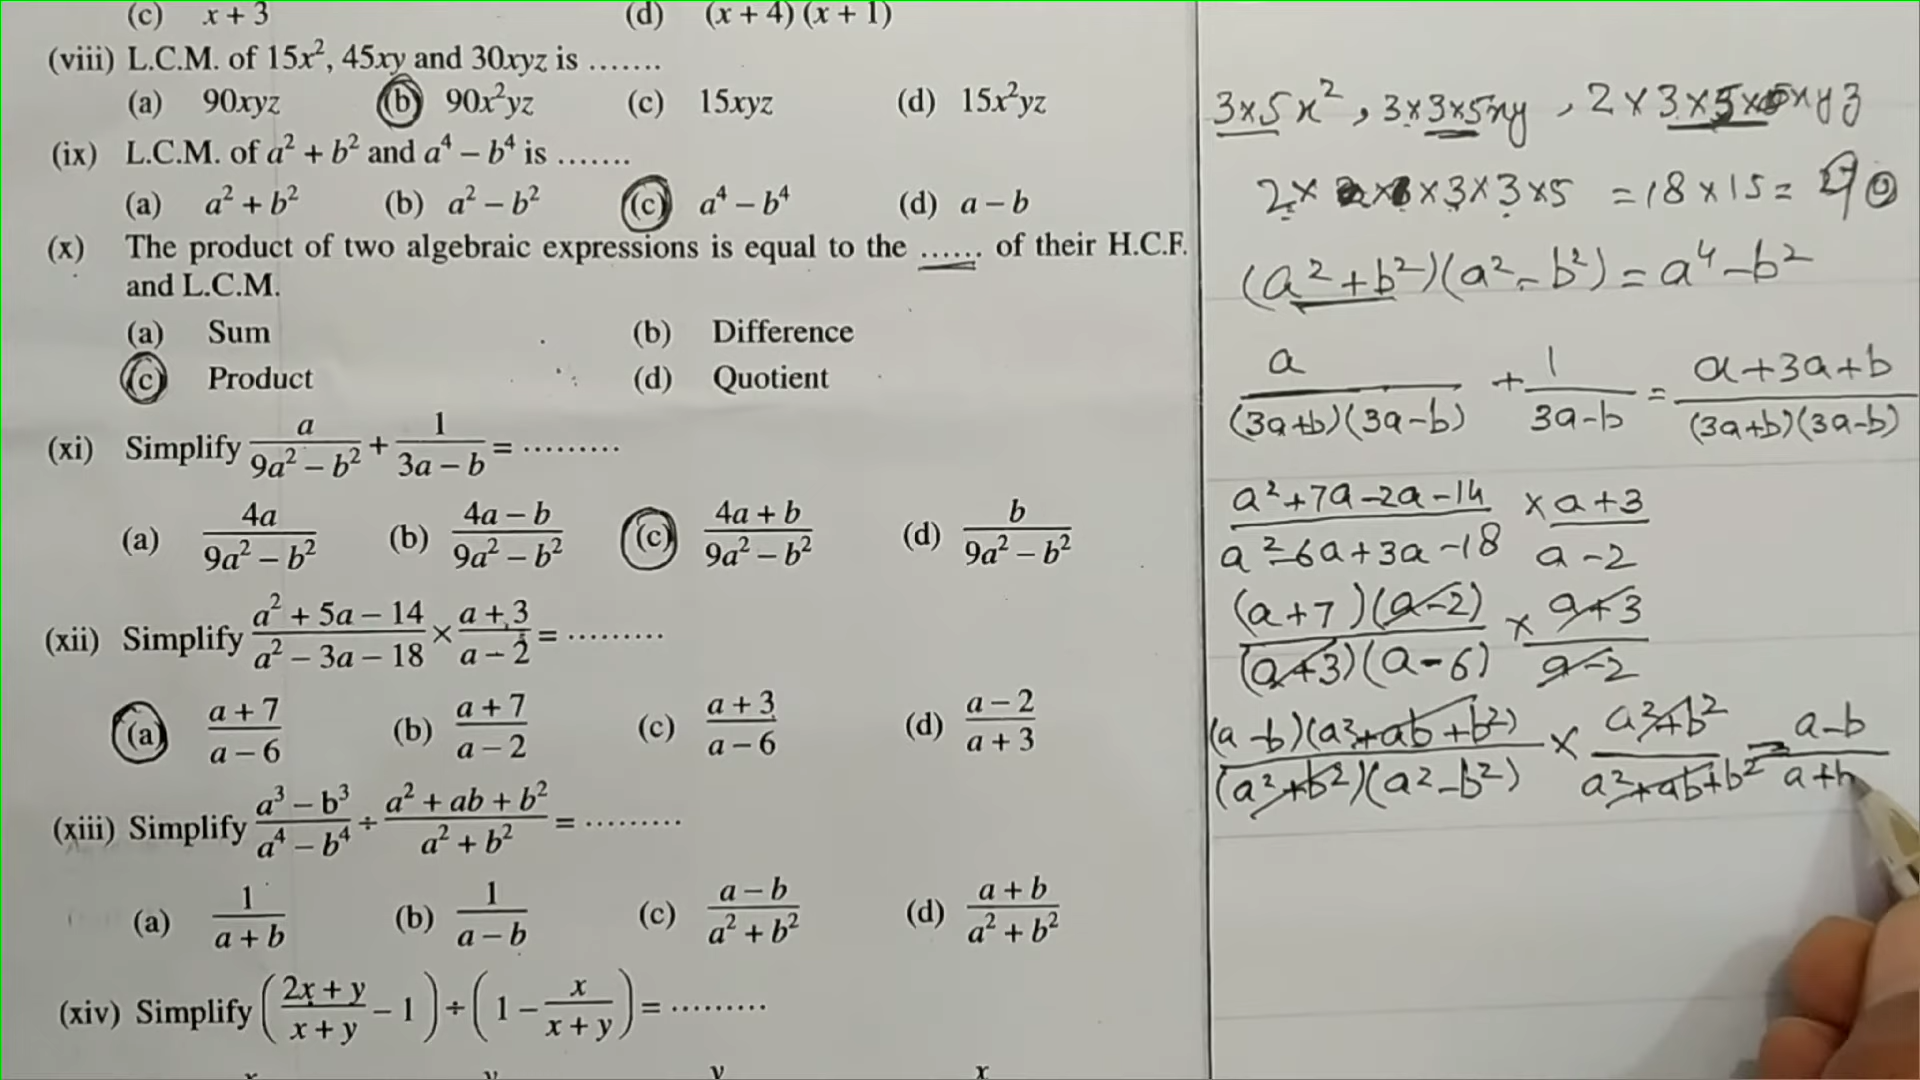 (c) x + 3 (d) (x + 4) (x + 1)
(viii) L.C.M. of 15x², 45xy and 30xyz is .......
(a) 90xyz (b) 90x²yz (c) 15xyz (d) 15x²yz
(ix) L.C.M. of a² + b² and a⁴ – b⁴ is .......
(a) a² + b² (b) a² – b² (c) a⁴ – b⁴ (d) a – b
(x) The product of two algebraic expressions is equal to the ...... of their H.C.F.
and L.C.M.
(a) Sum (b) Difference
(c) Product (d) Quotient
(xi) Simplify a/(9a² – b²) + 1/(3a – b) = .........
(a) 4a/(9a² – b²) (b) (4a – b)/(9a² – b²) (c) (4a + b)/(9a² – b²) (d) b/(9a² – b²)
(xii) Simplify (a² + 5a – 14)/(a² – 3a – 18) × (a + 3)/(a – 2) = .........
(a) (a + 7)/(a – 6) (b) (a + 7)/(a – 2) (c) (a + 3)/(a – 6) (d) (a – 2)/(a + 3)
(xiii) Simplify (a³ – b³)/(a⁴ – b⁴) ÷ (a² + ab + b²)/(a² + b²) = .........
(a) 1/(a + b) (b) 1/(a – b) (c) (a – b)/(a² + b²) (d) (a + b)/(a² + b²)
(xiv) Simplify ((2x + y)/(x + y) – 1) ÷ (1 – x/(x + y)) = .........
3×5x², 3×3×5xy, 2×3×5xyz
2× ×3×3×5 = 18×15 = 90
(a²+b²)(a²-b²) = a⁴-b²
a/((3a+b)(3a-b)) + 1/(3a-b) = (a+3a+b)/((3a+b)(3a-b))
(a²+7a-2a-14)/(a²-6a+3a-18) × (a+3)/(a-2)
((a+7)(a-2))/((a+3)(a-6)) × (a+3)/(a-2)
((a-b)(a²+ab+b²))/((a²+b²)(a²-b²)) × (a²+b²)/(a²+ab+b²) = (a-b)/(a+b